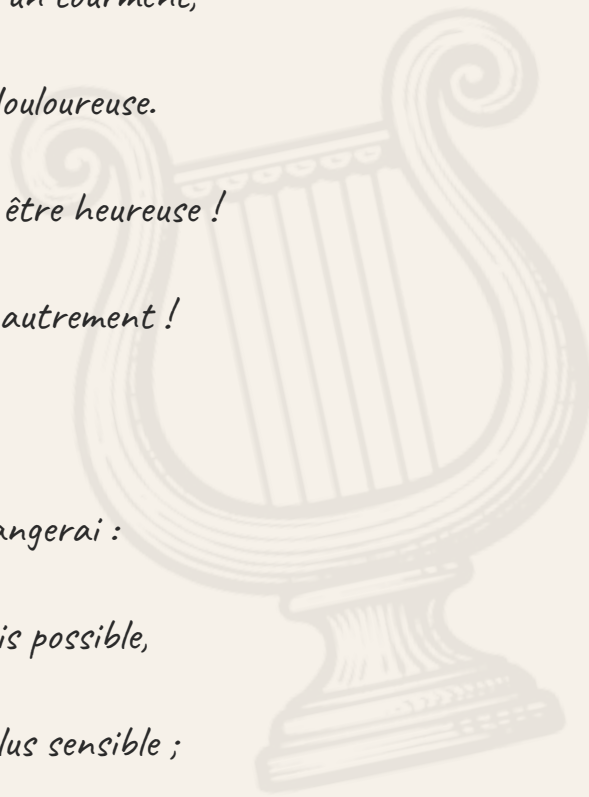 un tourment,
douloureuse.
être heureuse !
autrement !
angerai :
is possible,
lus sensible ;